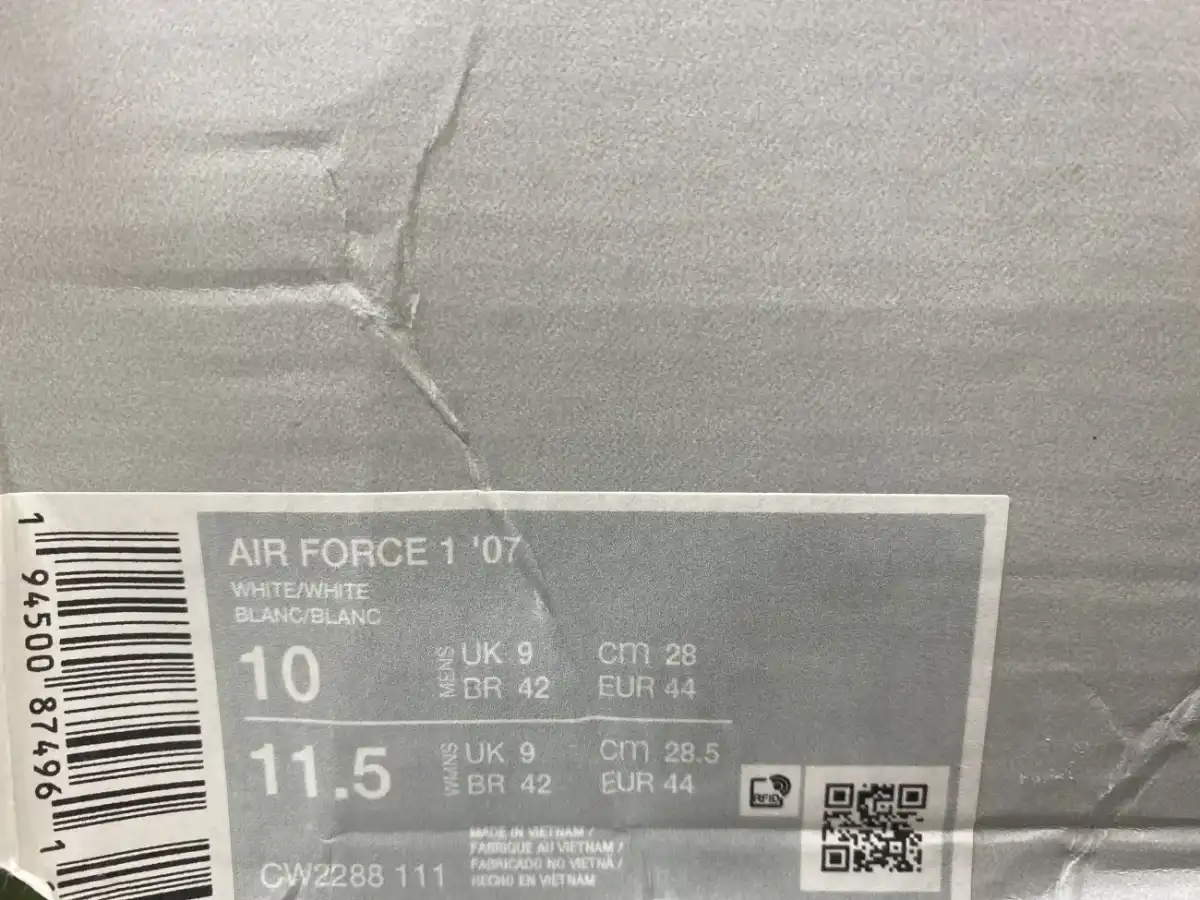 AIR FORCE 1 '07
WHITE/WHITE
BLANC/BLANC
10 MENS UK 9 cm 28
BR 42 EUR 44
11.5 WMNS UK 9 cm 28.5
BR 42 EUR 44
RFID
MADE IN VIETNAM /
FABRIQUE AU VIETNAM /
FABRICADO NO VIETNÃ /
HECHO EN VIETNAM
CW2288 111
1 94500 87496 1